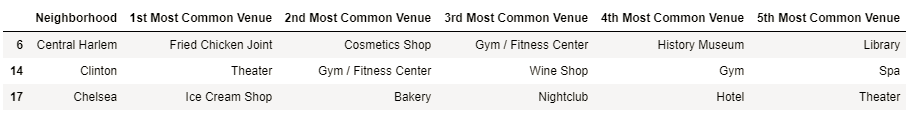 Neighborhood 1st Most Common Venue 2nd Most Common Venue 3rd Most Common Venue 4th Most Common Venue 5th Most Common Venue
6 Central Harlem Fried Chicken Joint Cosmetics Shop Gym / Fitness Center History Museum Library
14 Clinton Theater Gym / Fitness Center Wine Shop Gym Spa
17 Chelsea Ice Cream Shop Bakery Nightclub Hotel Theater